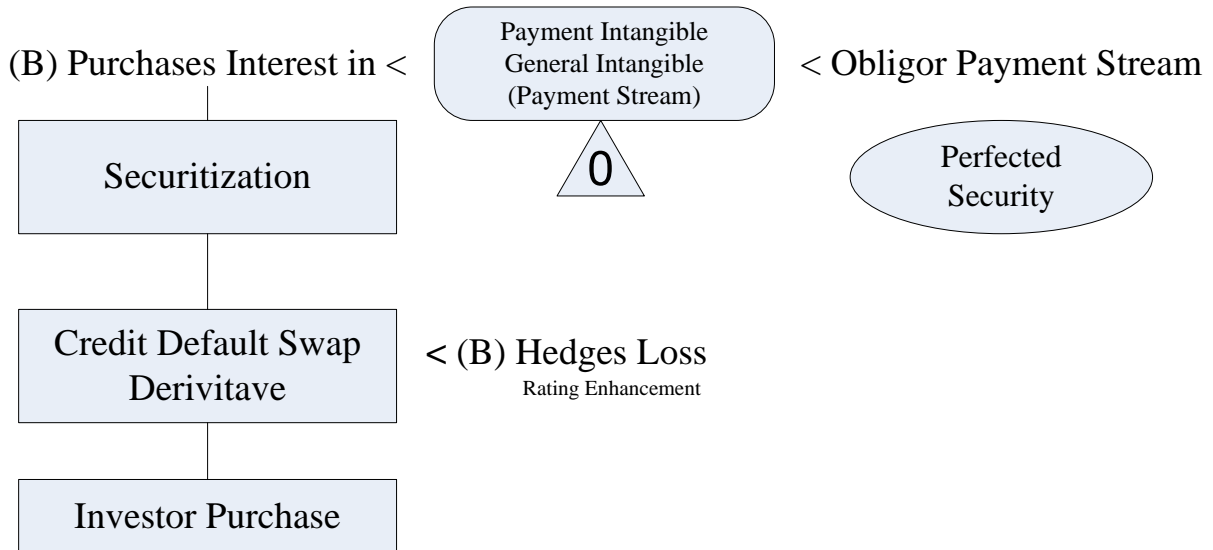 Payment Intangible
(B) Purchases Interest in < General Intangible < Obligor Payment Stream
(Payment Stream)
Securitization
0
Perfected
Security
Credit Default Swap
Derivitave
< (B) Hedges Loss
Rating Enhancement
Investor Purchase